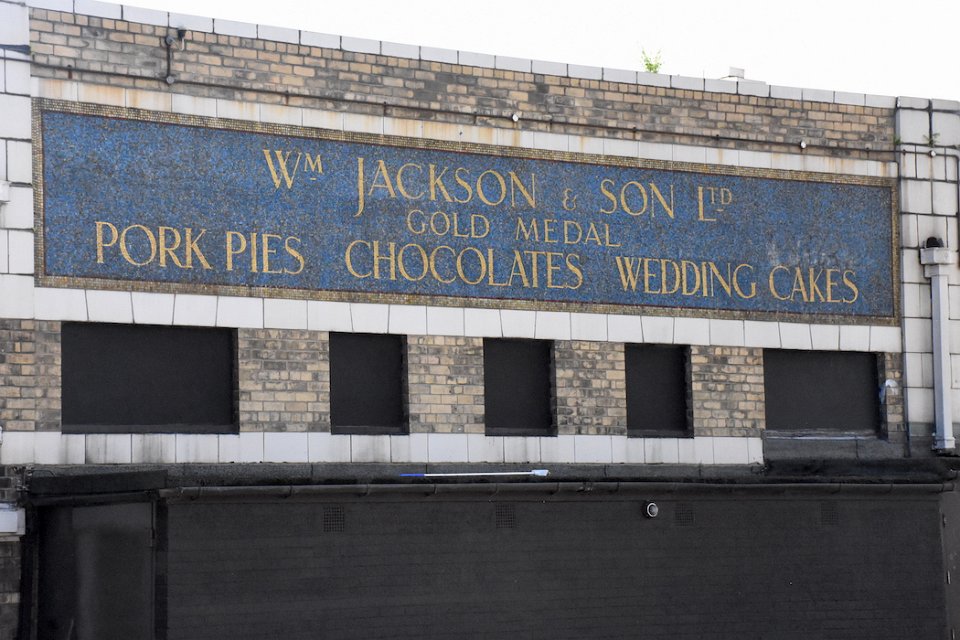 Wm JACKSON & SON LTD
GOLD MEDAL
PORK PIES CHOCOLATES WEDDING CAKES